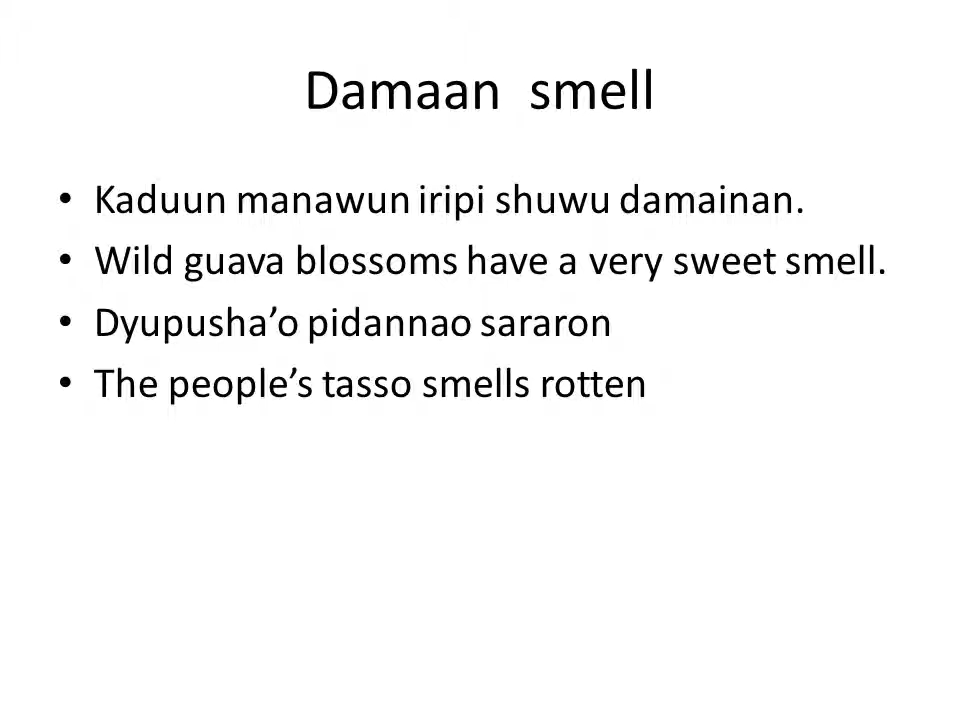 Damaan smell
• Kaduun manawun iripi shuwu damainan.
• Wild guava blossoms have a very sweet smell.
• Dyupusha’o pidannao sararon
• The people’s tasso smells rotten